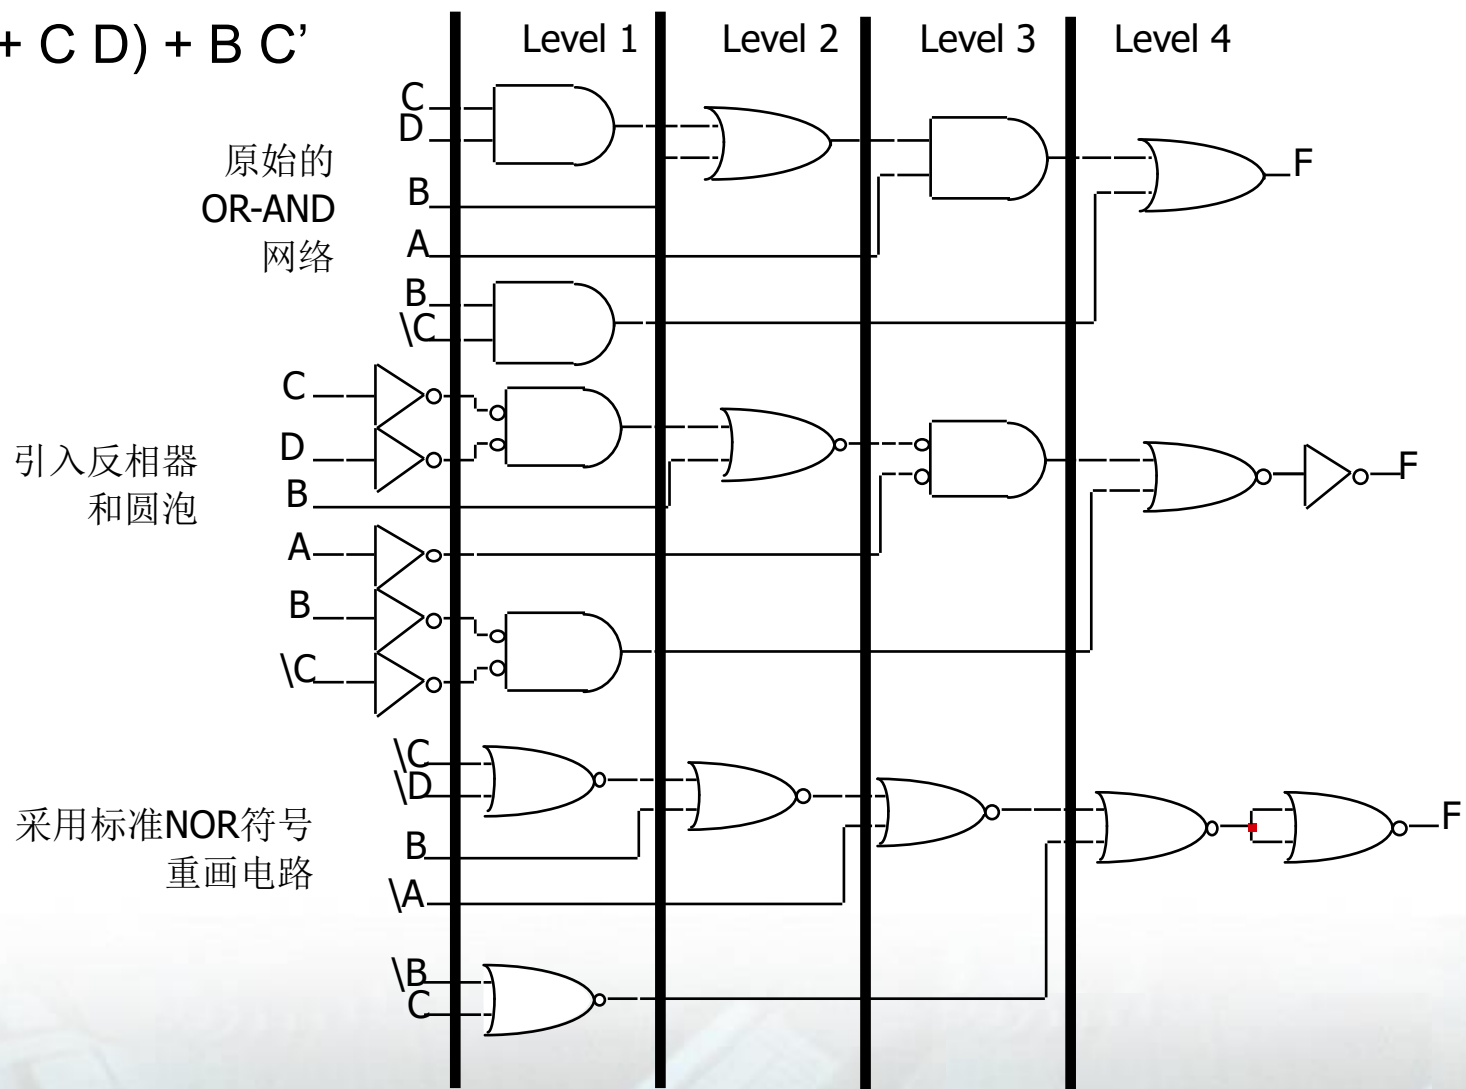 + C D) + B C’
Level 1 Level 2 Level 3 Level 4
C
D
原始的
OR-AND
网络
B
A
B
\C
F
C
D
引入反相器
和圆泡
B
A
B
\C
F
\C
\D
采用标准NOR符号
重画电路
B
\A
\B
C
F